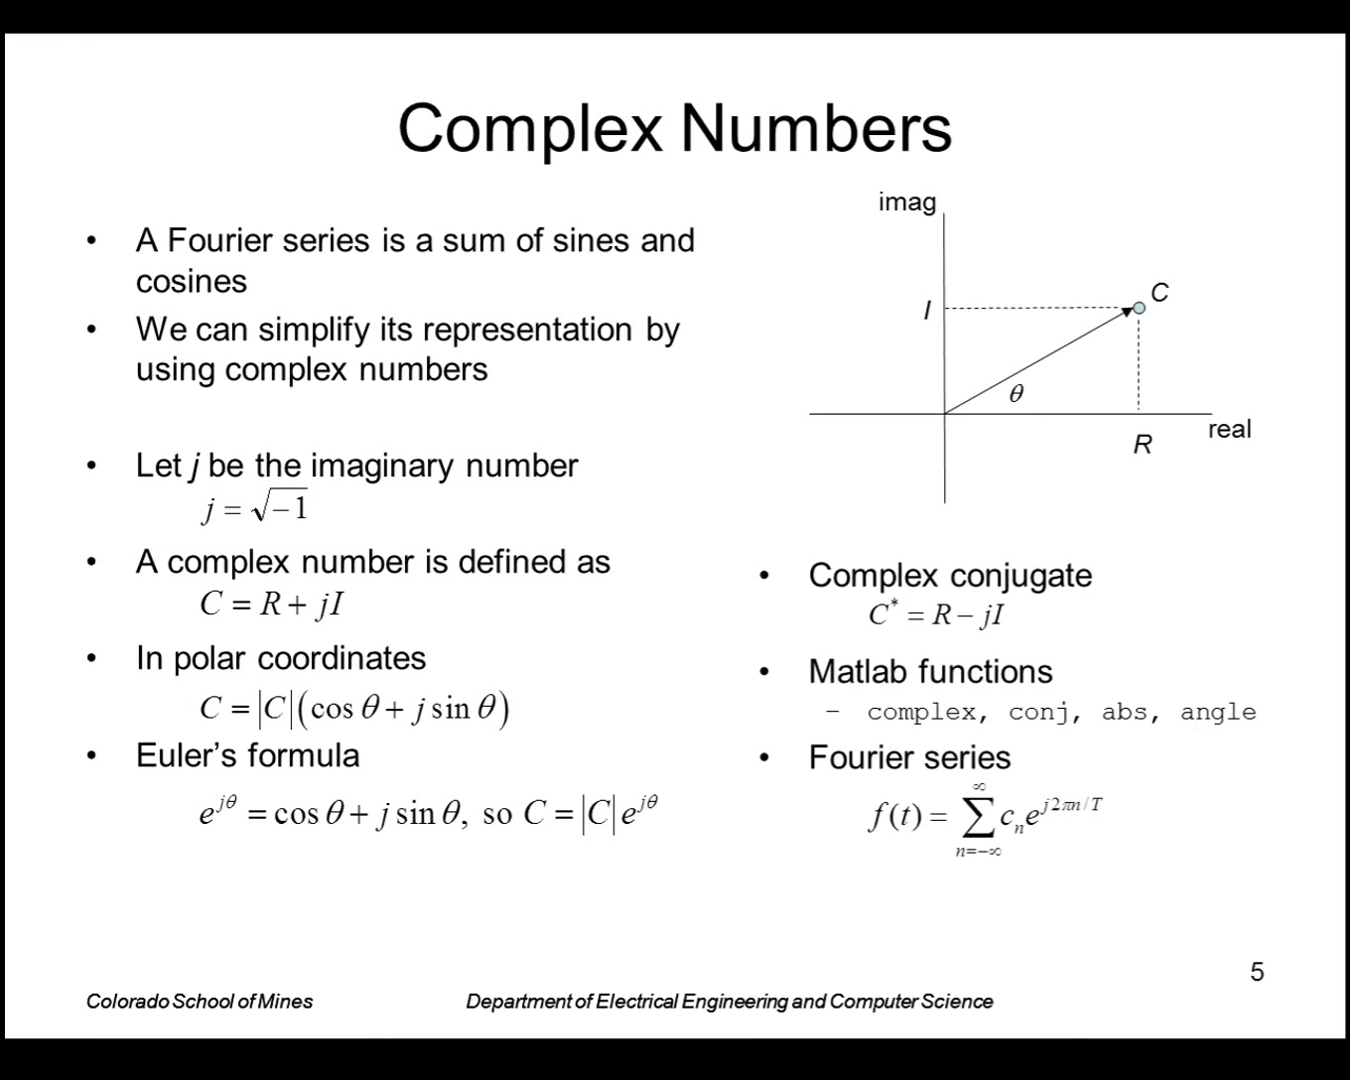 Complex Numbers
• A Fourier series is a sum of sines and
cosines
• We can simplify its representation by
using complex numbers
• Let j be the imaginary number
j = √−1
• A complex number is defined as
C = R + jI
• In polar coordinates
C = |C|(cos θ + j sin θ)
• Euler’s formula
e^{jθ} = cos θ + j sin θ, so C = |C| e^{jθ}
imag
I
C
θ
R
real
• Complex conjugate
C^* = R − jI
• Matlab functions
– complex, conj, abs, angle
• Fourier series
f(t) = ∑_{n=−∞}^{∞} c_n e^{j2πn/T}
5
Colorado School of Mines
Department of Electrical Engineering and Computer Science